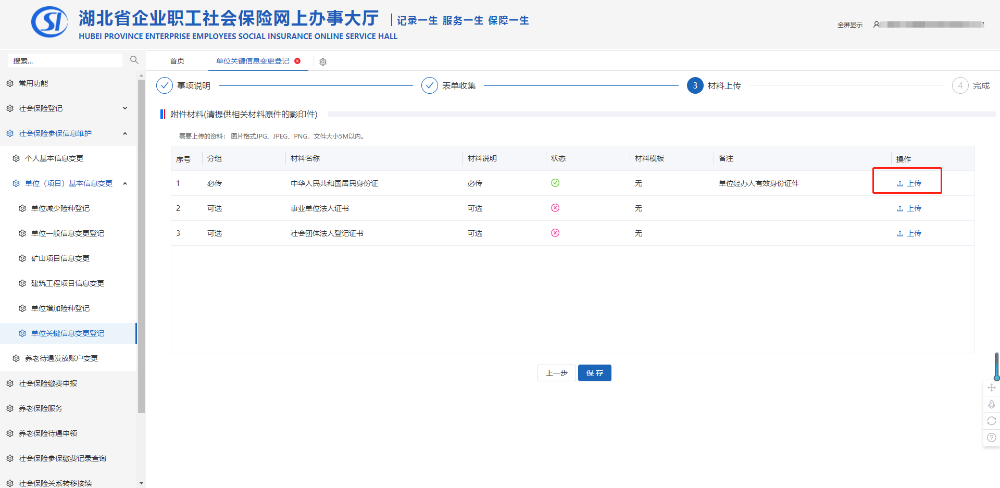 SI
湖北省企业职工社会保险网上办事大厅 | 记录一生 服务一生 保障一生
HUBEI PROVINCE ENTERPRISE EMPLOYEES SOCIAL INSURANCE ONLINE SERVICE HALL
全屏显示
搜索...
首页 单位关键信息变更登记
常用功能
社会保险登记
社会保险参保信息维护
个人基本信息变更
单位（项目）基本信息变更
单位减少险种登记
单位一般信息变更登记
矿山项目信息变更
建筑工程项目信息变更
单位增加险种登记
单位关键信息变更登记
养老待遇发放账户变更
社会保险缴费申报
养老保险服务
养老保险待遇申领
社会保险参保缴费记录查询
社会保险关系转移接续
事项说明 表单收集 3 材料上传 4 完成
附件材料(请提供相关材料原件的影印件)
需要上传的资料： 图片格式JPG、JPEG、PNG，文件大小5M以内。
序号 分组 材料名称 材料说明 状态 材料模板 备注 操作
1 必传 中华人民共和国居民身份证 必传 无 单位经办人有效身份证件 上传
2 可选 事业单位法人证书 可选 无 上传
3 可选 社会团体法人登记证书 可选 无 上传
上一步 保存